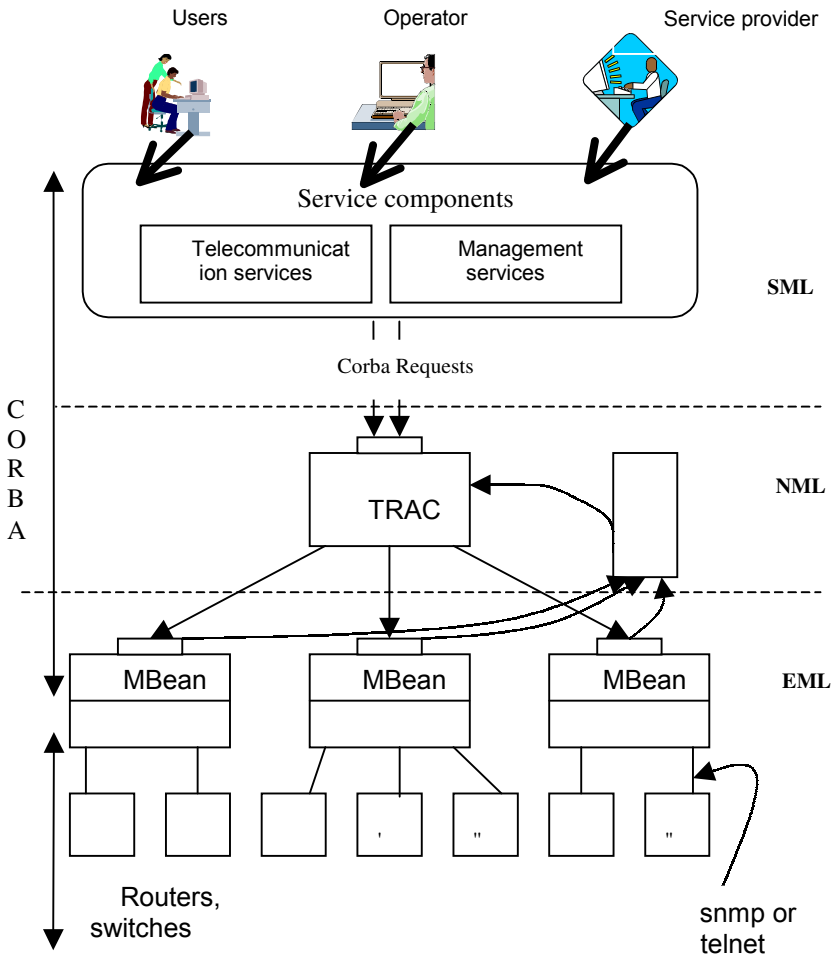 Users
Operator
Service provider
Service components
Telecommunicat
ion services
Management
services
SML
Corba Requests
C
O
R
B
A
TRAC
NML
MBean
MBean
MBean
EML
'
"
"
Routers,
switches
snmp or
telnet